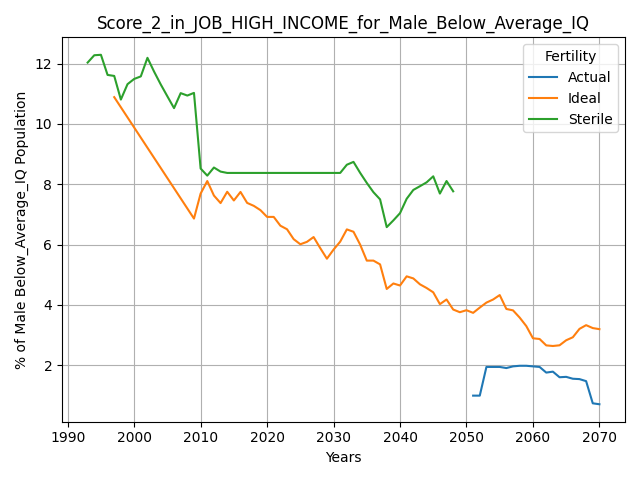 Score_2_in_JOB_HIGH_INCOME_for_Male_Below_Average_IQ
Fertility
Actual
Ideal
Sterile
% of Male Below_Average_IQ Population
12
10
8
6
4
2
1990 2000 2010 2020 2030 2040 2050 2060 2070
Years